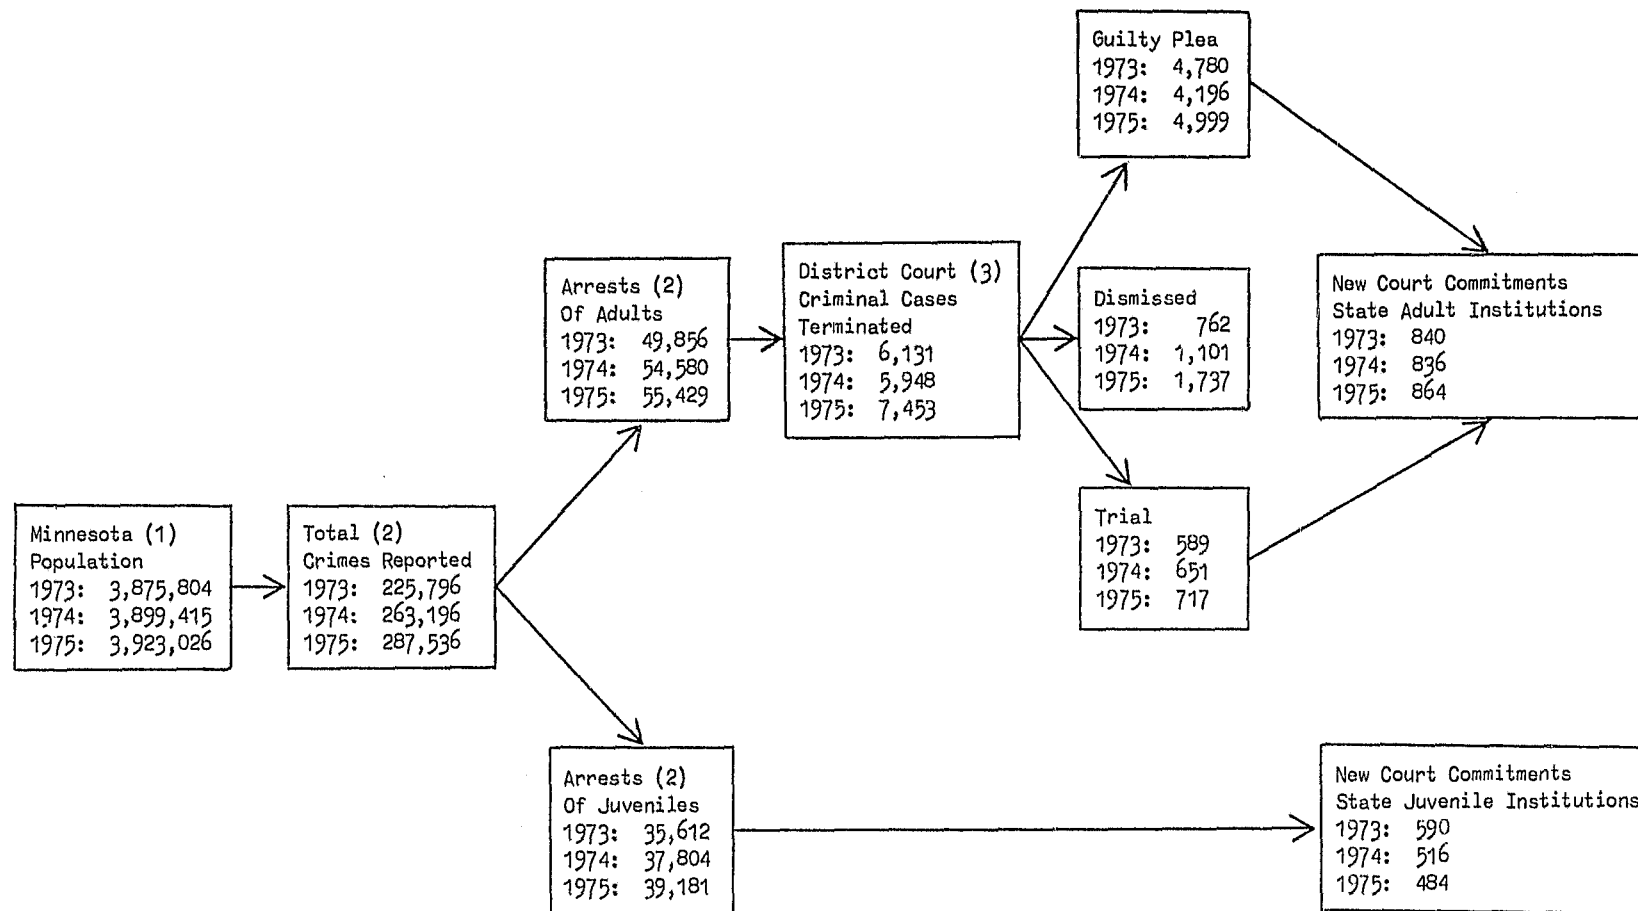 Minnesota (1)
Population
1973: 3,875,804
1974: 3,899,415
1975: 3,923,026
Total (2)
Crimes Reported
1973: 225,796
1974: 263,196
1975: 287,536
Arrests (2)
Of Adults
1973: 49,856
1974: 54,580
1975: 55,429
District Court (3)
Criminal Cases
Terminated
1973: 6,131
1974: 5,948
1975: 7,453
Guilty Plea
1973: 4,780
1974: 4,196
1975: 4,999
Dismissed
1973: 762
1974: 1,101
1975: 1,737
Trial
1973: 589
1974: 651
1975: 717
New Court Commitments
State Adult Institutions
1973: 840
1974: 836
1975: 864
Arrests (2)
Of Juveniles
1973: 35,612
1974: 37,804
1975: 39,181
New Court Commitments
State Juvenile Institutions
1973: 590
1974: 516
1975: 484